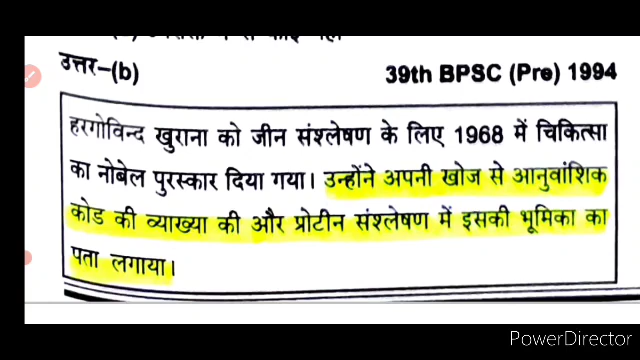 उत्तर–(b)
39th BPSC (Pre) 1994
हरगोविन्द खुराना को जीन संश्लेषण के लिए 1968 में चिकित्सा
का नोबेल पुरस्कार दिया गया। उन्होंने अपनी खोज से आनुवांशिक
कोड की व्याख्या की और प्रोटीन संश्लेषण में इसकी भूमिका का
पता लगाया।
PowerDirector